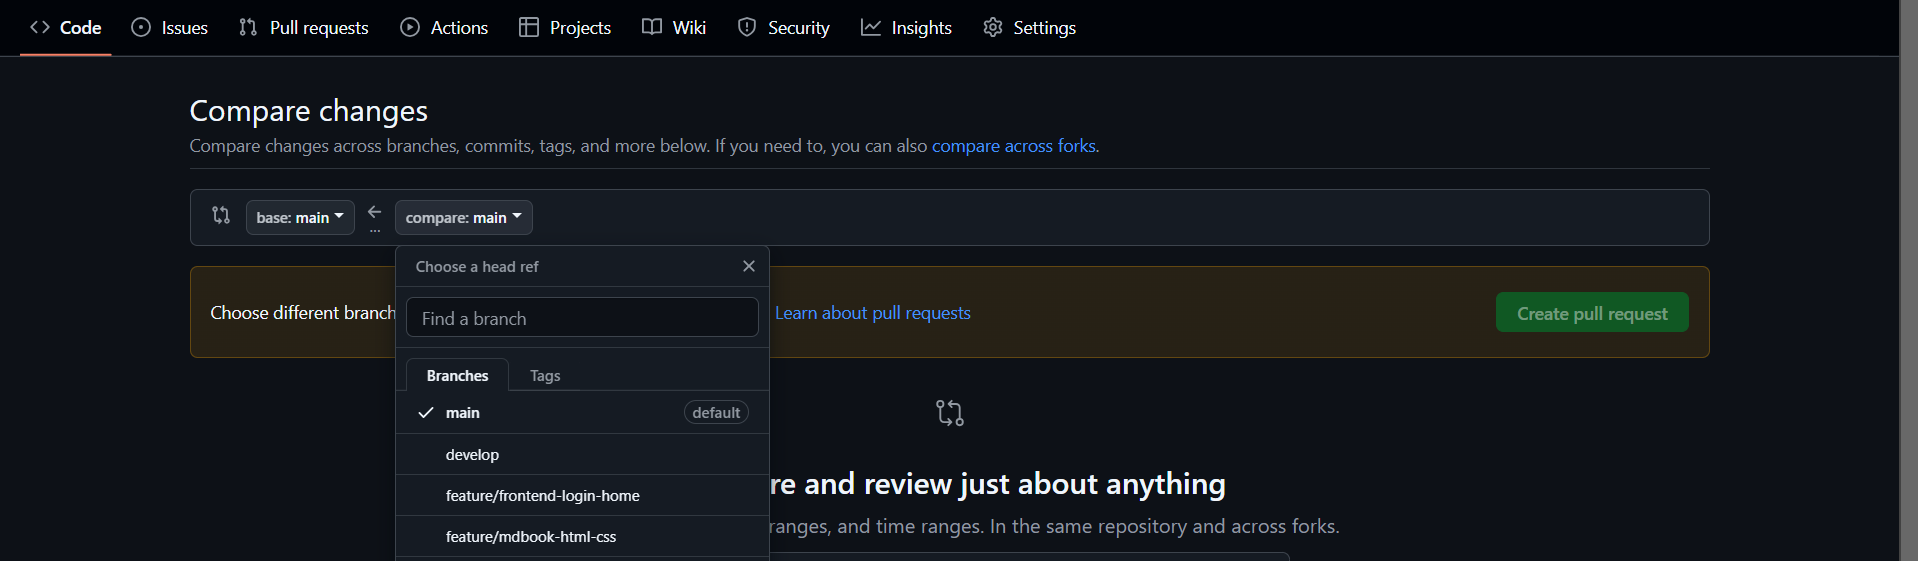 Code Issues Pull requests Actions Projects Wiki Security Insights Settings
Compare changes
Compare changes across branches, commits, tags, and more below. If you need to, you can also compare across forks.
base: main ... compare: main
Choose a head ref
Choose different branch Learn about pull requests Create pull request
Find a branch
Branches Tags
main default
develop
re and review just about anything
feature/frontend-login-home
ranges, and time ranges. In the same repository and across forks.
feature/mdbook-html-css